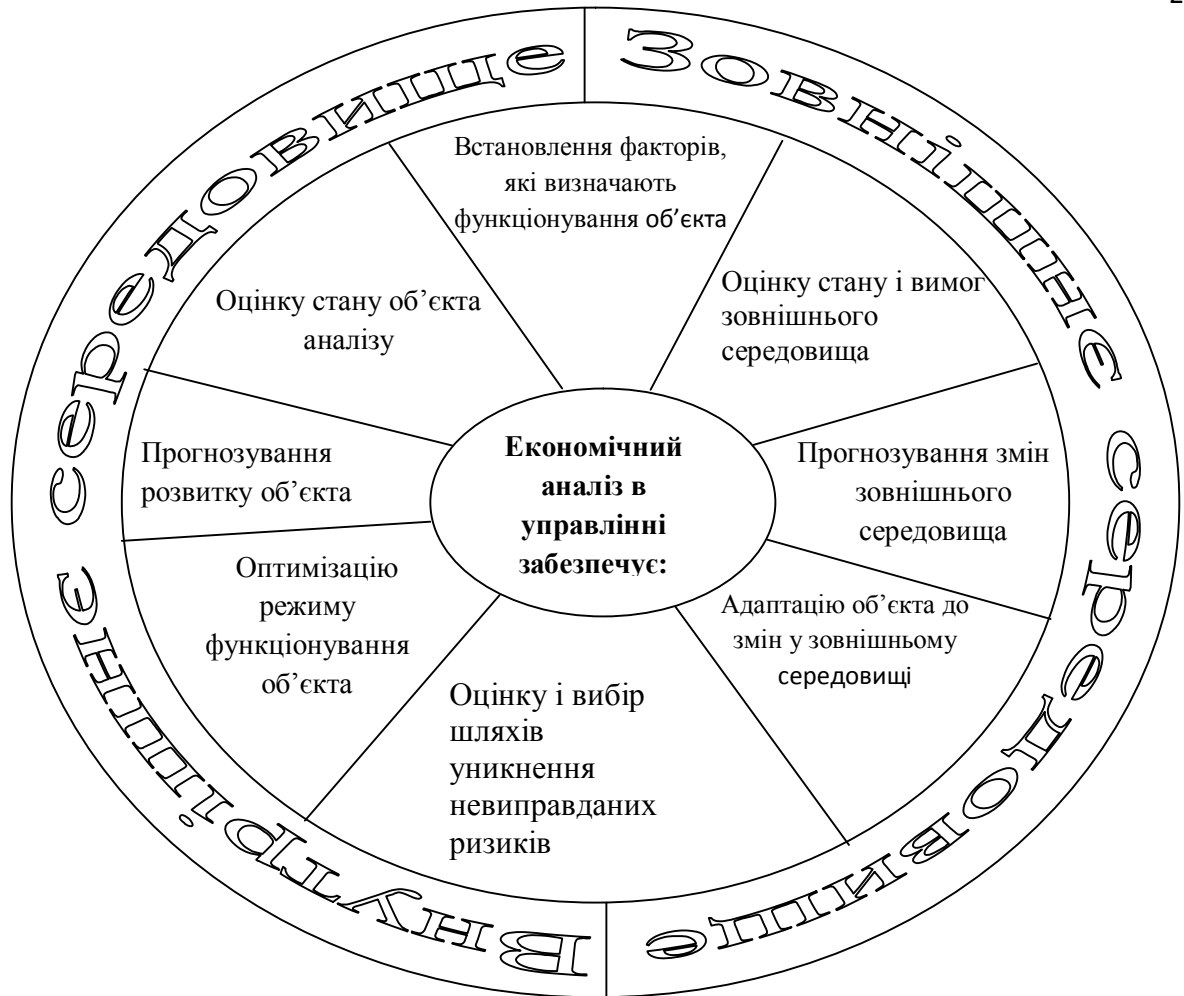 2
Внутрішнє середовище
Зовнішнє середовище
Встановлення факторів,
які визначають
функціонування об’єкта
Оцінку стану об’єкта
аналізу
Оцінку стану і вимог
зовнішнього
середовища
Прогнозування
розвитку об’єкта
Економічний
аналіз в
управлінні
забезпечує:
Прогнозування змін
зовнішнього
середовища
Оптимізацію
режиму
функціонування
об’єкта
Адаптацію об’єкта до
змін у зовнішньому
середовищі
Оцінку і вибір
шляхів
уникнення
невиправданих
ризиків